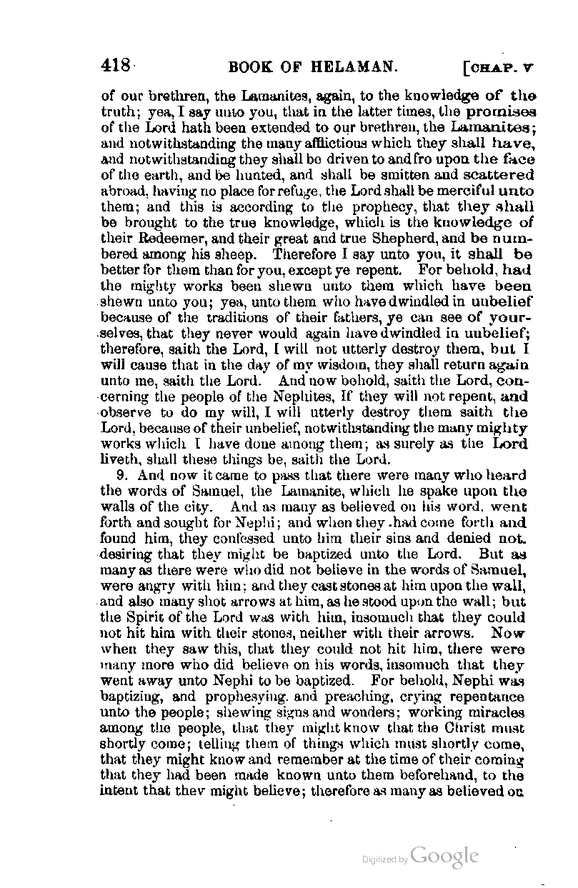 418 BOOK OF HELAMAN. [CHAP. V
of our brethren, the Lamanites, again, to the knowledge of the
truth; yea, I say unto you, that in the latter times, the promises
of the Lord hath been extended to our brethren, the Lamanites;
and notwithstanding the many afflictions which they shall have,
and notwithstanding they shall be driven to and fro upon the face
of the earth, and be hunted, and shall be smitten and scattered
abroad, having no place for refuge, the Lord shall be merciful unto
them; and this is according to the prophecy, that they shall
be brought to the true knowledge, which is the knowledge of
their Redeemer, and their great and true Shepherd, and be num-
bered among his sheep. Therefore I say unto you, it shall be
better for them than for you, except ye repent. For behold, had
the mighty works been shewn unto them which have been
shewn unto you; yea, unto them who have dwindled in unbelief
because of the traditions of their fathers, ye can see of your-
selves, that they never would again have dwindled in unbelief;
therefore, saith the Lord, I will not utterly destroy them, but I
will cause that in the day of my wisdom, they shall return again
unto me, saith the Lord. And now behold, saith the Lord, con-
cerning the people of the Nephites, If they will not repent, and
observe to do my will, I will utterly destroy them saith the
Lord, because of their unbelief, notwithstanding the many mighty
works which I have done among them; as surely as the Lord
liveth, shall these things be, saith the Lord.
9. And now it came to pass that there were many who heard
the words of Samuel, the Lamanite, which he spake upon the
walls of the city. And as many as believed on his word, went
forth and sought for Nephi; and when they had come forth and
found him, they confessed unto him their sins and denied not.
desiring that they might be baptized unto the Lord. But as
many as there were who did not believe in the words of Samuel,
were angry with him; and they cast stones at him upon the wall,
and also many shot arrows at him, as he stood upon the wall; but
the Spirit of the Lord was with him, insomuch that they could
not hit him with their stones, neither with their arrows. Now
when they saw this, that they could not hit him, there were
many more who did believe on his words, insomuch that they
went away unto Nephi to be baptized. For behold, Nephi was
baptizing, and prophesying. and preaching, crying repentance
unto the people; shewing signs and wonders; working miracles
among the people, that they might know that the Christ must
shortly come; telling them of things which must shortly come,
that they might know and remember at the time of their coming
that they had been made known unto them beforehand, to the
intent that they might believe; therefore as many as believed on
Digitized by Google